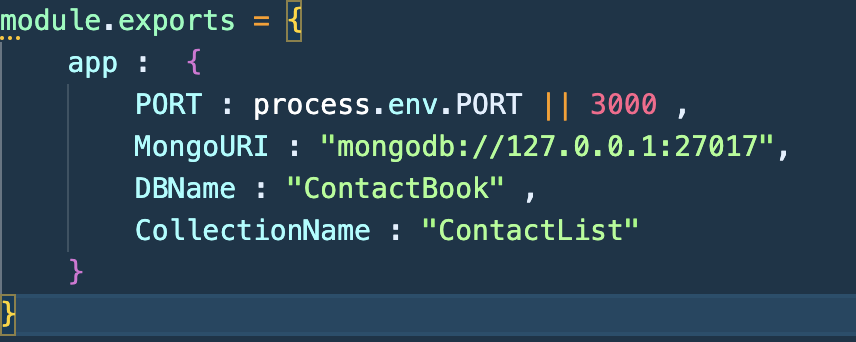 module.exports = {
    app :  {
        PORT : process.env.PORT || 3000 ,
        MongoURI : "mongodb://127.0.0.1:27017",
        DBName : "ContactBook" ,
        CollectionName : "ContactList"
    }
}